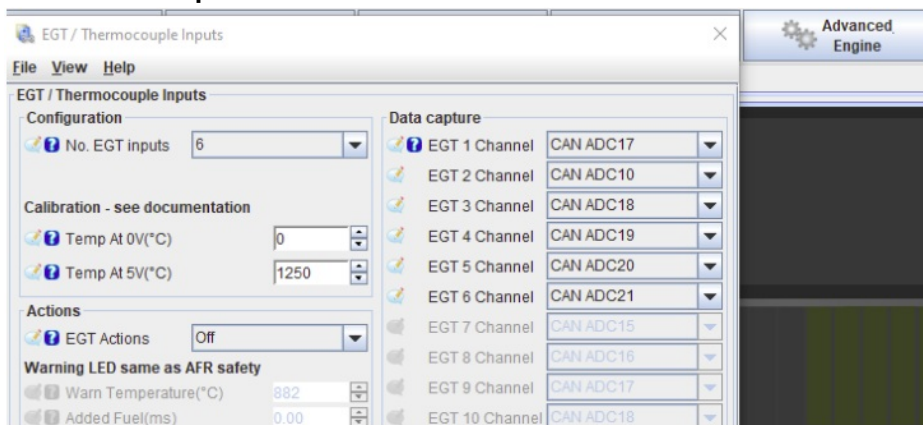 EGT / Thermocouple Inputs
Advanced
Engine
File View Help
EGT / Thermocouple Inputs
Configuration
No. EGT inputs 6
Calibration - see documentation
Temp At 0V(°C) 0
Temp At 5V(°C) 1250
Actions
EGT Actions Off
Warning LED same as AFR safety
Warn Temperature(°C) 882
Added Fuel(ms) 0.00
Data capture
EGT 1 Channel CAN ADC17
EGT 2 Channel CAN ADC10
EGT 3 Channel CAN ADC18
EGT 4 Channel CAN ADC19
EGT 5 Channel CAN ADC20
EGT 6 Channel CAN ADC21
EGT 7 Channel CAN ADC15
EGT 8 Channel CAN ADC16
EGT 9 Channel CAN ADC17
EGT 10 Channel CAN ADC18